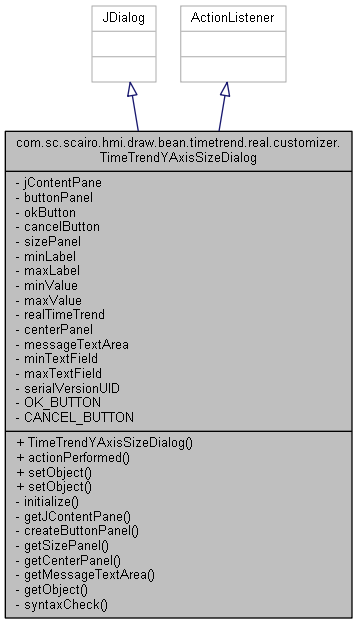 JDialog
ActionListener
com.sc.scairo.hmi.draw.bean.timetrend.real.customizer.
TimeTrendYAxisSizeDialog
- jContentPane
- buttonPanel
- okButton
- cancelButton
- sizePanel
- minLabel
- maxLabel
- minValue
- maxValue
- realTimeTrend
- centerPanel
- messageTextArea
- minTextField
- maxTextField
- serialVersionUID
- OK_BUTTON
- CANCEL_BUTTON
+ TimeTrendYAxisSizeDialog()
+ actionPerformed()
+ setObject()
+ setObject()
- initialize()
- getJContentPane()
- createButtonPanel()
- getSizePanel()
- getCenterPanel()
- getMessageTextArea()
- getObject()
- syntaxCheck()